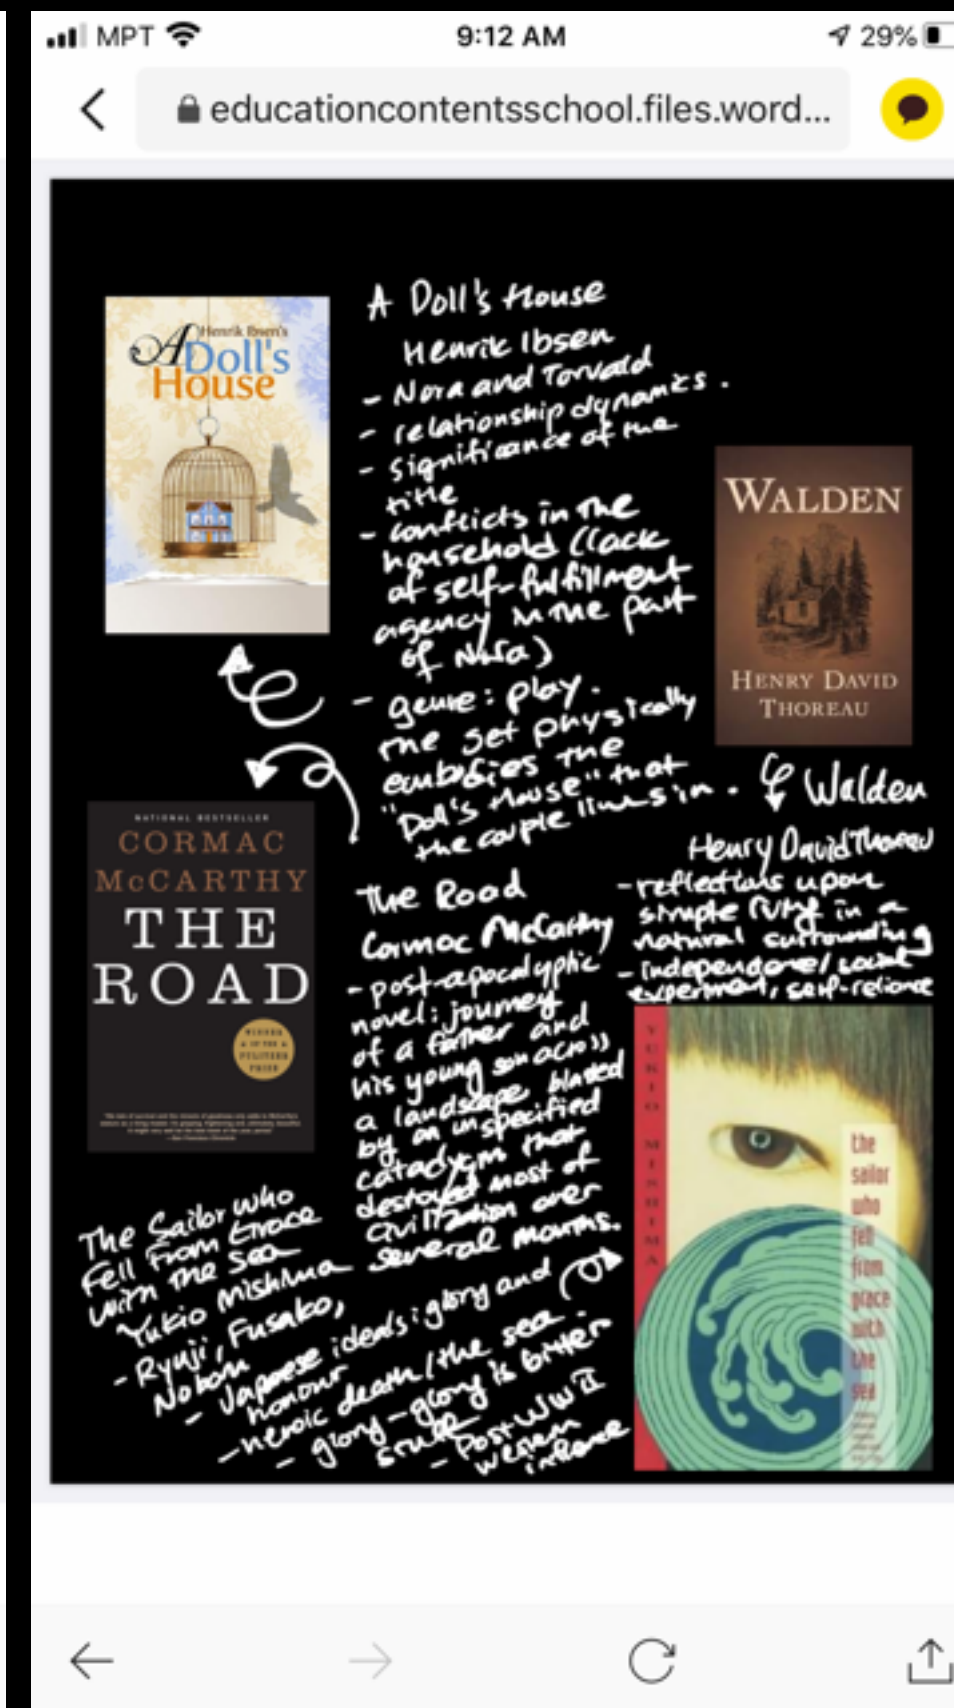 MPT
9:12 AM
29%
educationcontentsschool.files.word...
Henrik Ibsen's
A Doll's
House
A Doll's House
Henrik Ibsen
- Nora and Torvald
- relationship dynamics.
- significance of the
title
- conflicts in the
household (lack
of self-fulfillment
agency in the part
of Nora)
- genre: play.
the set physically
embodies the
"Doll's House" that
the couple lives in.
WALDEN
HENRY DAVID
THOREAU
Walden
Henry David Thoreau
- reflections upon
simple living in a
natural surrounding
- independence/social
experiment, self-reliance
NATIONAL BESTSELLER
CORMAC
McCARTHY
THE
ROAD
WINNER
OF THE
PULITZER
PRIZE
The Road
Cormac McCarthy
- post-apocalyptic
novel: journey
of a father and
his young son across
a landscape blasted
by an unspecified
cataclysm that
destroyed most of
civilization over
several months.
The Sailor who
Fell from Grace
with the Sea
Yukio Mishima
- Ryuji, Fusako,
Noboru
- Japanese ideals: glory and
honour
- heroic death/the sea
- glory - glory is bitter
stuff
- Post WWII
western
influence
YUKIO MISHIMA
the
sailor
who
fell
from
grace
with
the
sea